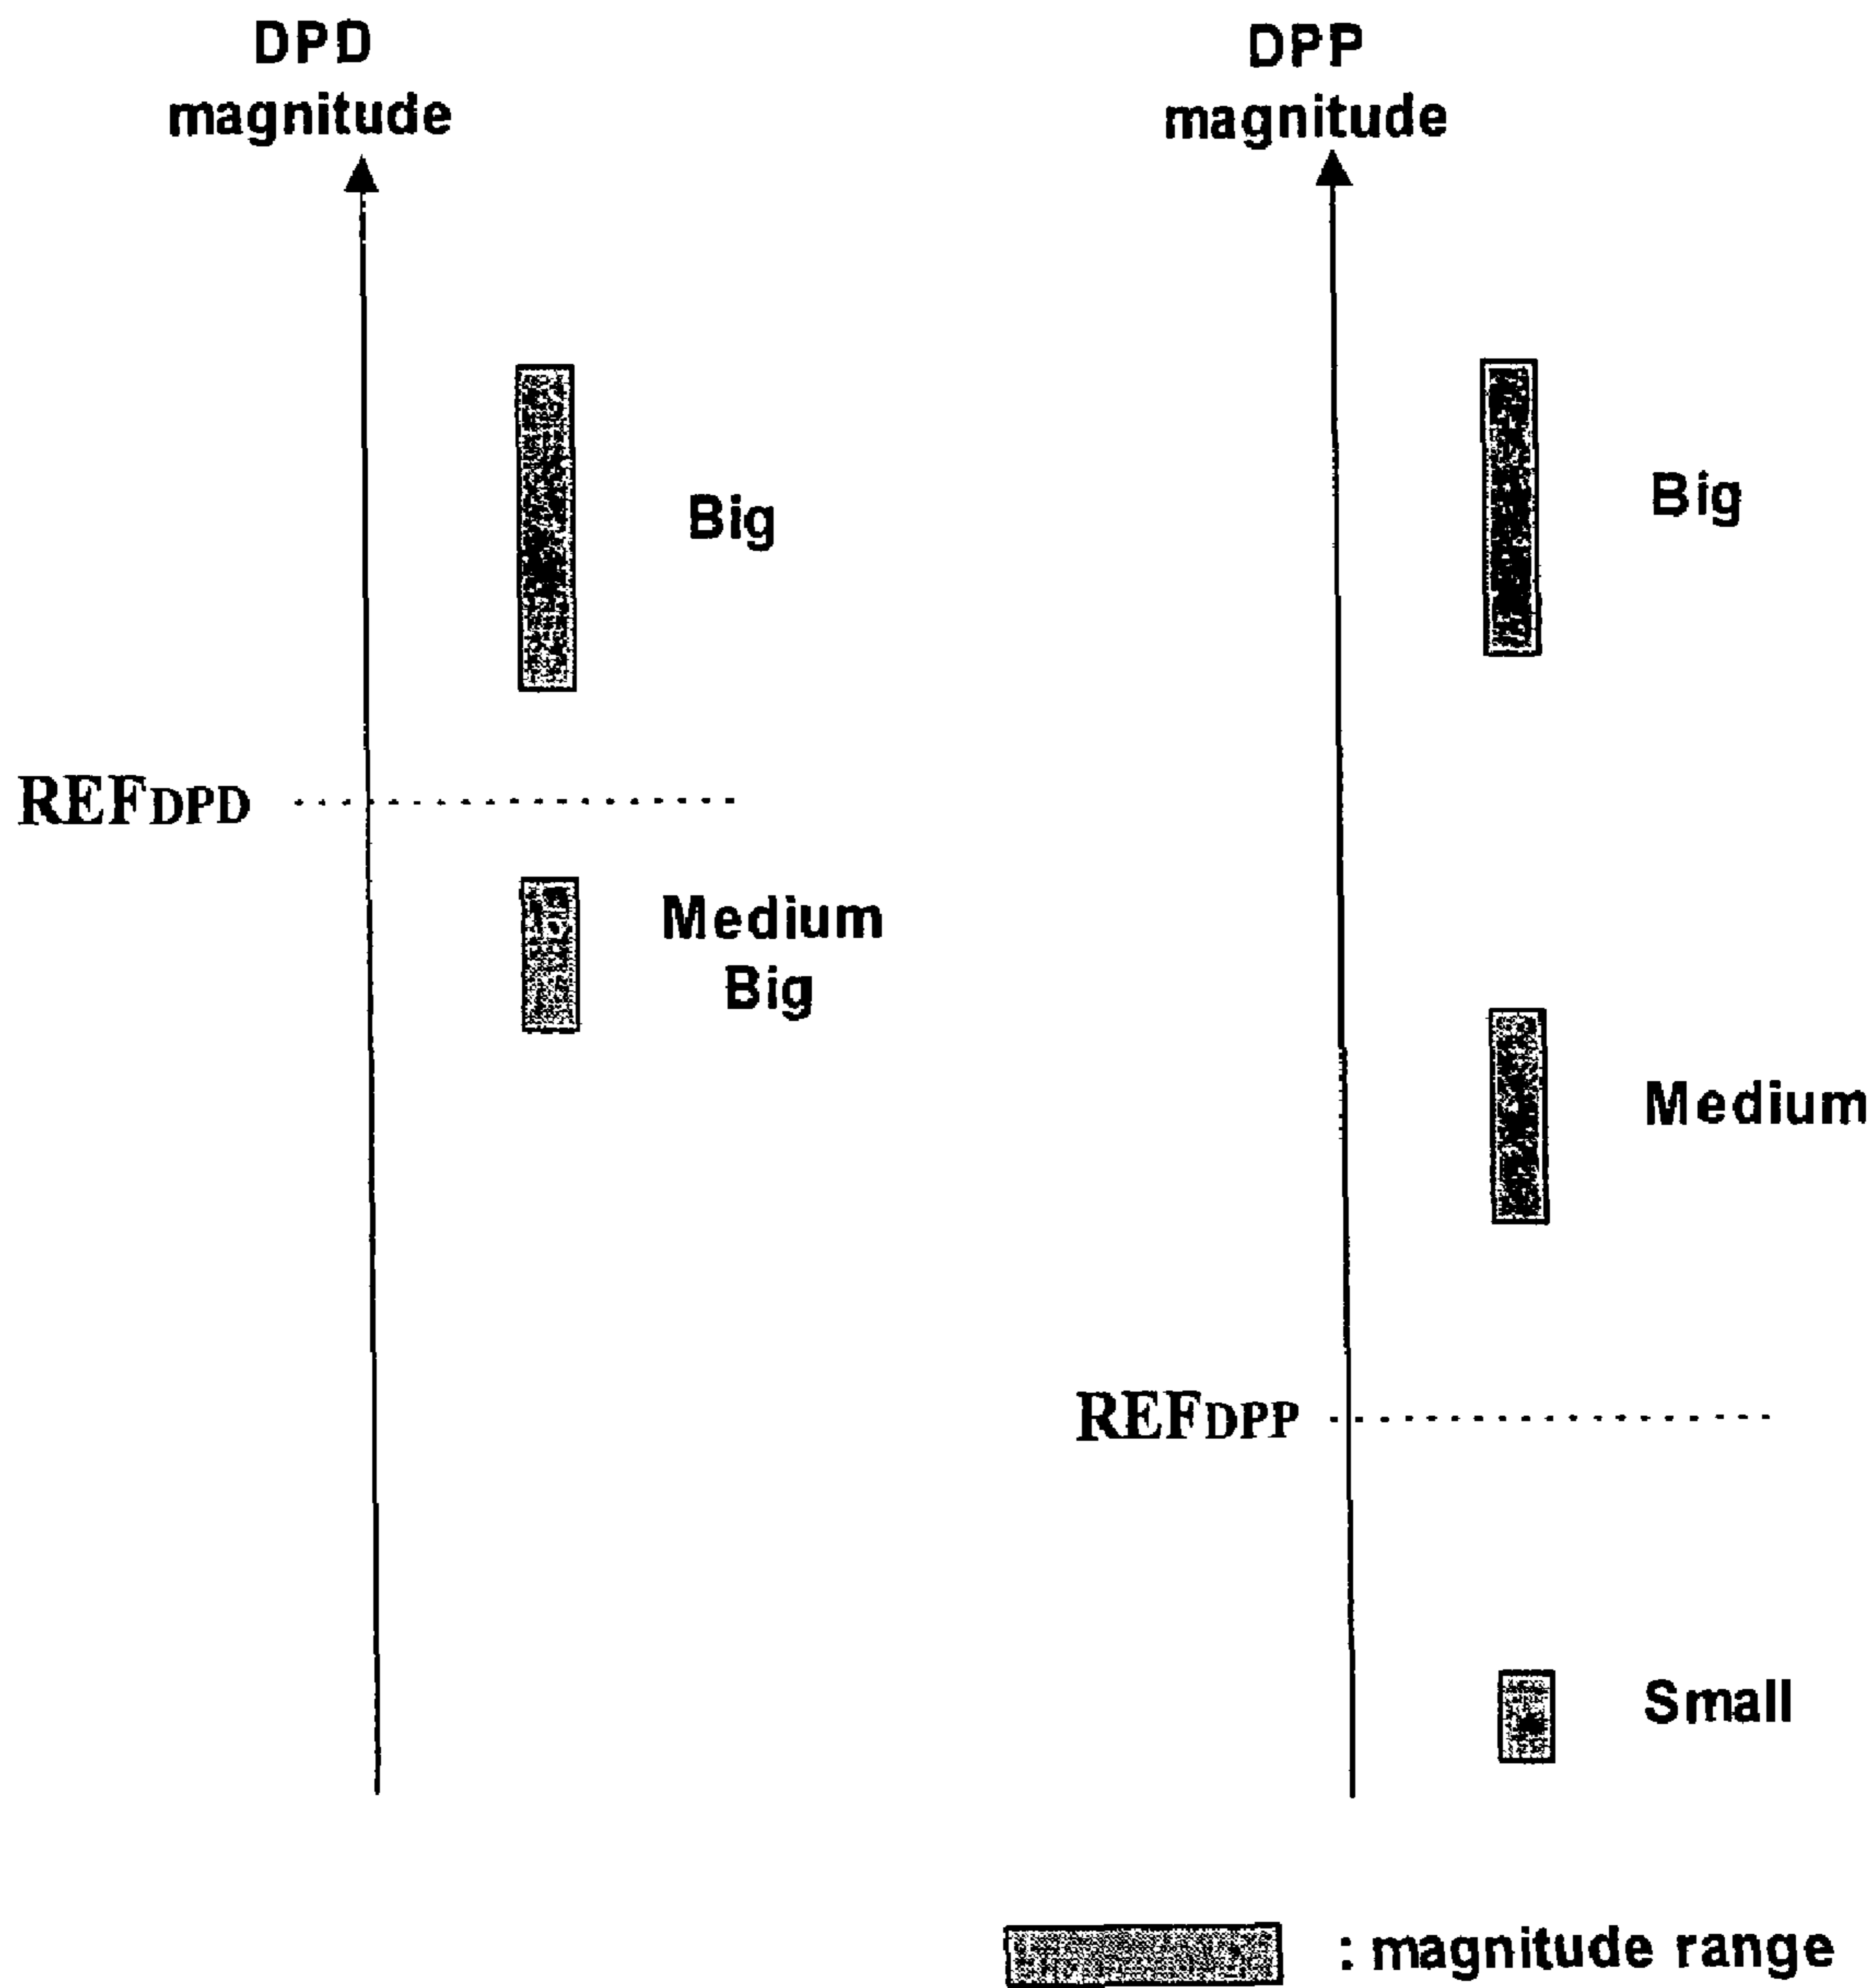 DPD
magnitude
Big
REFDPD
Medium
Big
DPP
magnitude
Big
Medium
REFDPP
Small
: magnitude range